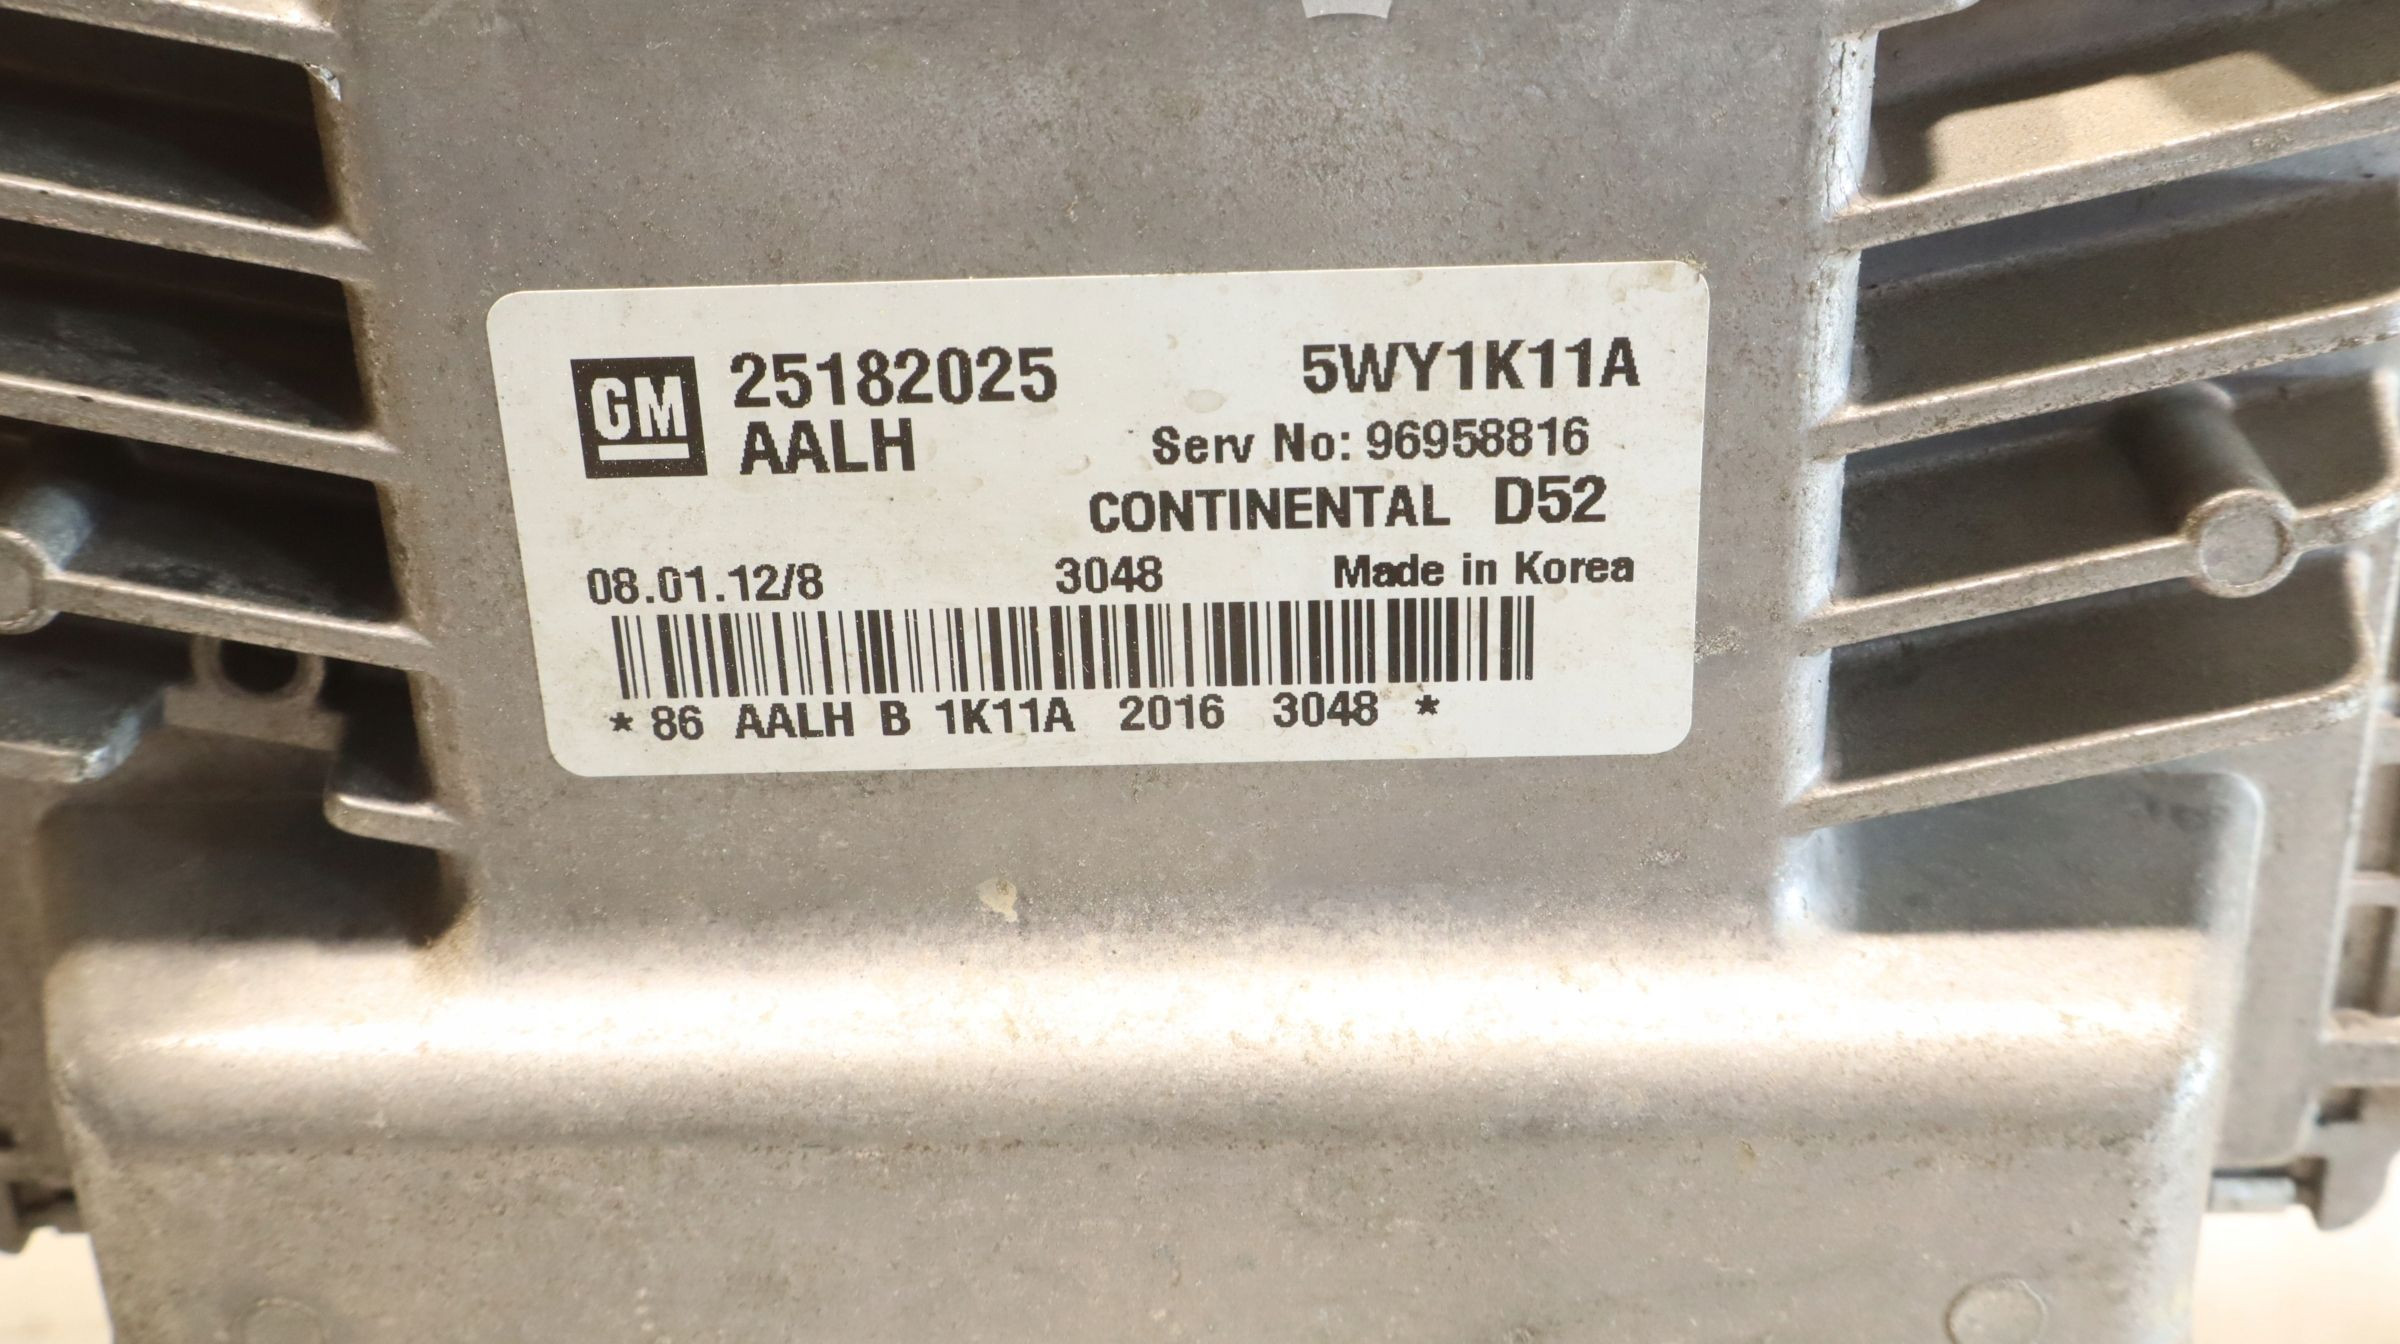 GM 25182025 5WY1K11A
AALH Serv No: 96958816
CONTINENTAL D52
08.01.12/8 3048 Made in Korea
* 86 AALH B 1K11A 2016 3048 *